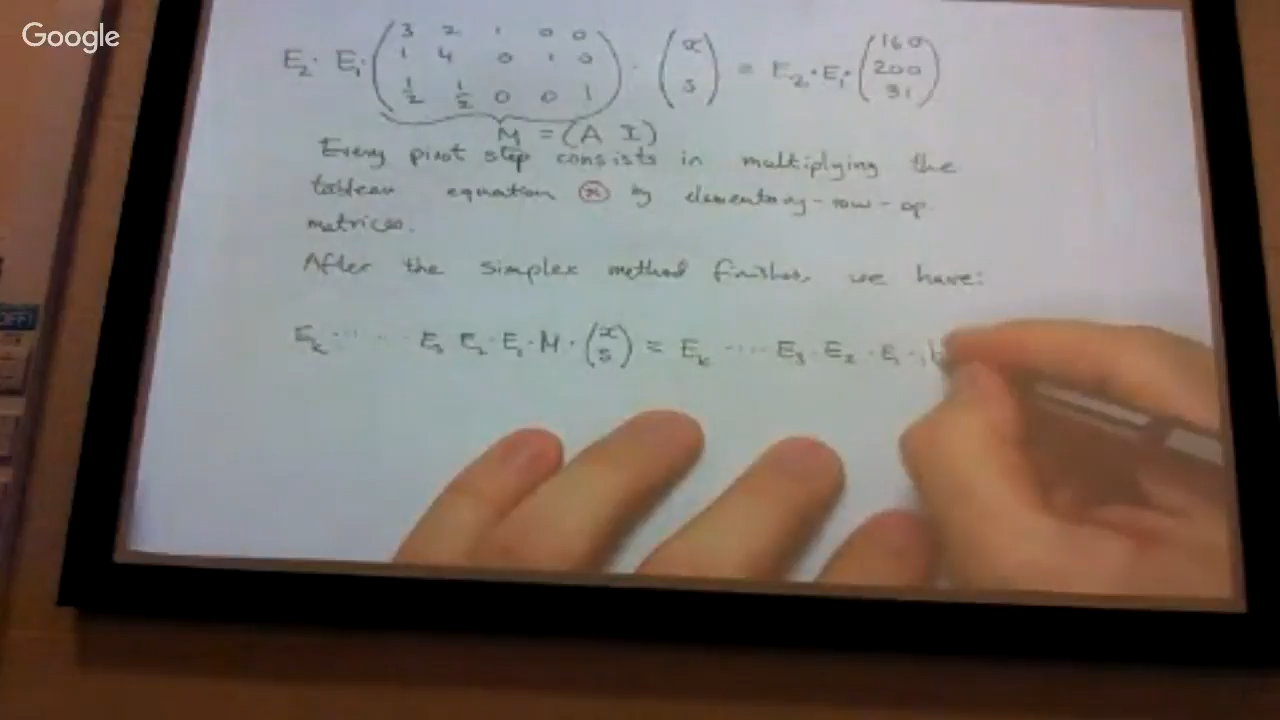 Google
E₂· E₁· ( 3 2 1 0 0 / 1 4 0 1 0 / ½ ½ 0 0 1 ) · ( x / s ) = E₂·E₁· ( 160 / 200 / 31 )
M = (A I)
Every pivot step consists in multiplying the
tableau equation (*) by elementary-row-op
matrices.
After the simplex method finishes, we have:
Eₖ ····· E₃ E₂·E₁·M·( x / s ) = Eₖ ···· E₃·E₂·E₁·b
OFF